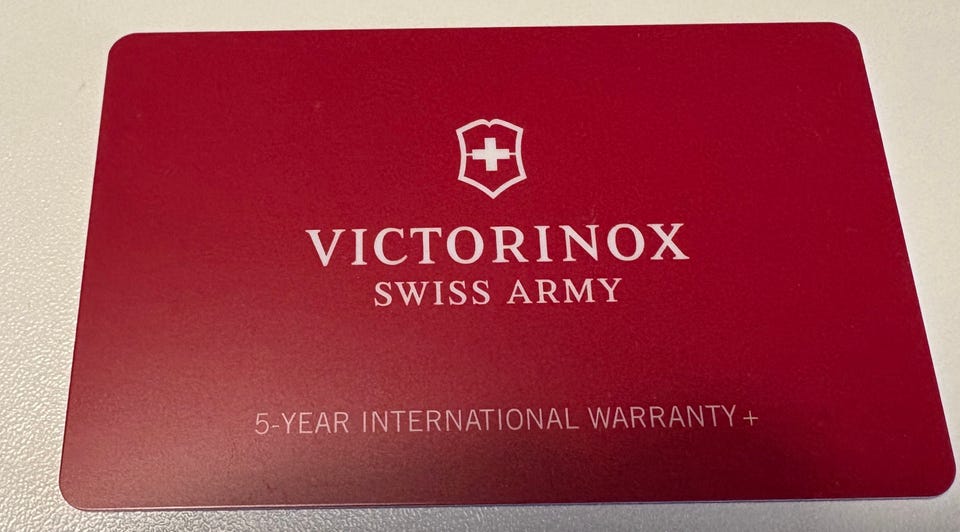 VICTORINOX
SWISS ARMY
5-YEAR INTERNATIONAL WARRANTY+